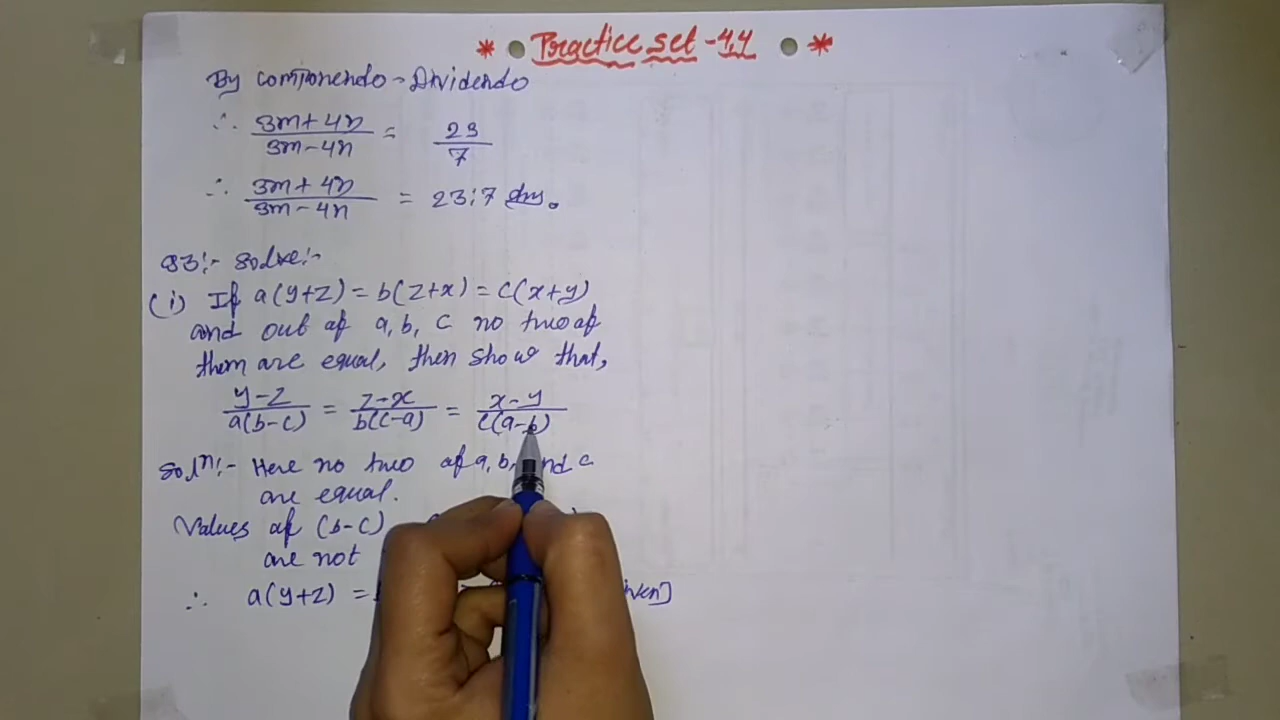 * Practice set - 4.4 *
By componendo - Dividendo
∴ 3m+4n / 3m-4n = 23 / 7
∴ 3m+4n / 3m-4n = 23:7 Ans.
Q3:- Solve:-
(i) If a(y+z) = b(z+x) = c(x+y)
and out of a, b, c no two of
them are equal, then show that,
y-z / a(b-c) = z-x / b(c-a) = x-y / c(a-b)
Soln:- Here no two of a, b, and c
are equal.
Values of (b-c)
are not
∴ a(y+z) =